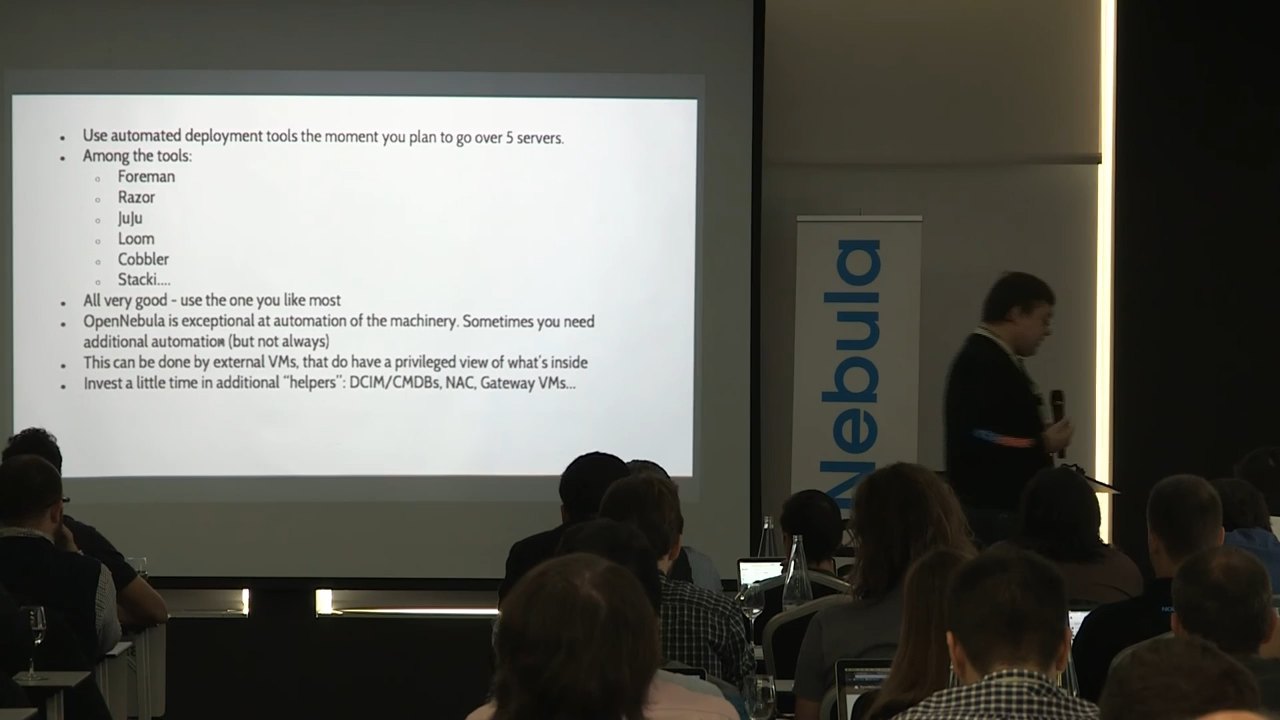 Use automated deployment tools the moment you plan to go over 5 servers.
Among the tools:
Foreman
Razor
JuJu
Loom
Cobbler
Stacki....
All very good - use the one you like most
OpenNebula is exceptional at automation of the machinery. Sometimes you need
additional automation (but not always)
This can be done by external VMs, that do have a privileged view of what's inside
Invest a little time in additional "helpers": DCIM/CMDBs, NAC, Gateway VMs...
Nebula